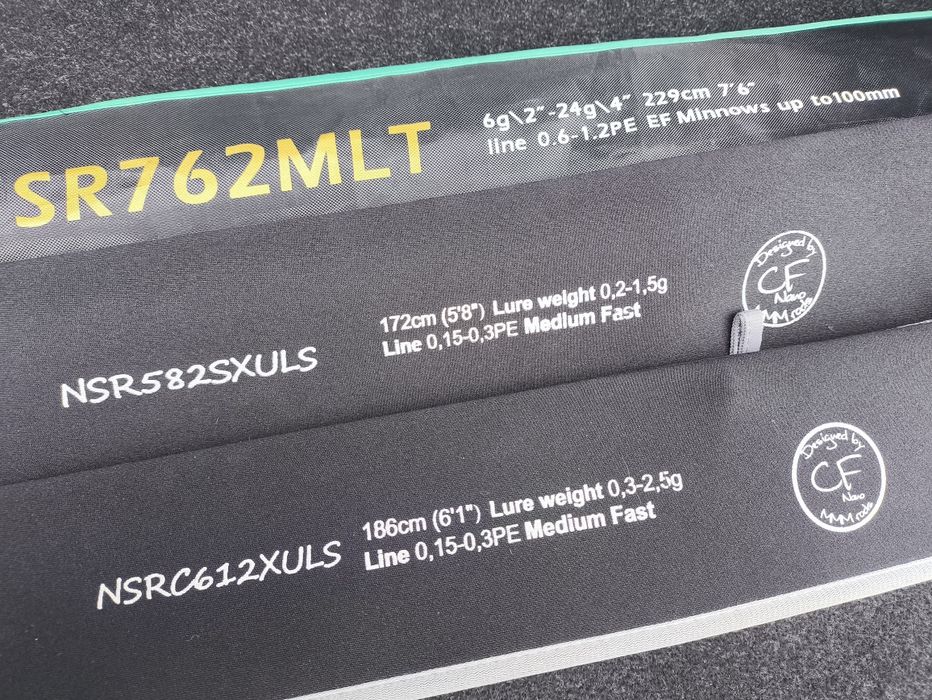 SR762MLT
6g\2"-24g\4" 229cm 7'6"
line 0.6-1.2PE EF Minnows up to100mm
NSR582SXULS
172cm (5'8") Lure weight 0,2-1,5g
Line 0,15-0,3PE Medium Fast
Designed by
CF
Nano
MMM rods
NSRC612XULS
186cm (6'1") Lure weight 0,3-2,5g
Line 0,15-0,3PE Medium Fast
Designed by
CF
Nano
MMM rods